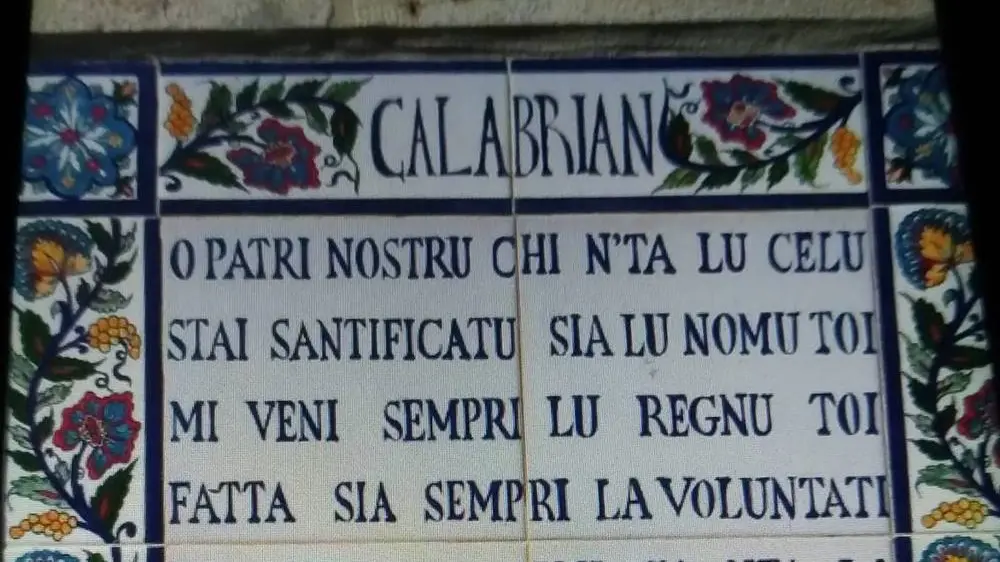 CALABRIAN
O PATRI NOSTRU CHI N'TA LU CELU
STAI SANTIFICATU SIA LU NOMU TOI
MI VENI SEMPRI LU REGNU TOI
FATTA SIA SEMPRI LA VOLUNTATI